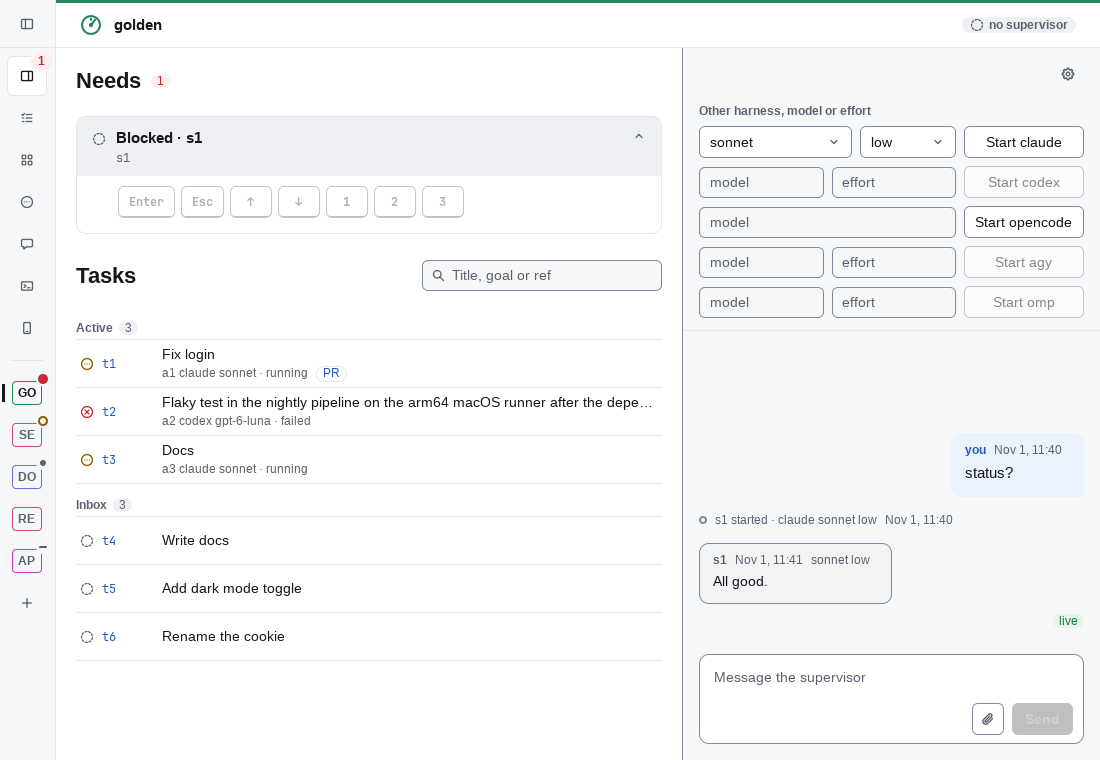 golden
no supervisor
1
Needs 1
Blocked · s1
s1
Enter Esc ↑ ↓ 1 2 3
Tasks
Title, goal or ref
Active 3
t1 Fix login
a1 claude sonnet · running PR
t2 Flaky test in the nightly pipeline on the arm64 macOS runner after the depe…
a2 codex gpt-6-luna · failed
t3 Docs
a3 claude sonnet · running
Inbox 3
t4 Write docs
t5 Add dark mode toggle
t6 Rename the cookie
GO
SE
DO
RE
AP
Other harness, model or effort
sonnet low Start claude
model effort Start codex
model Start opencode
model effort Start agy
model effort Start omp
you Nov 1, 11:40
status?
s1 started · claude sonnet low Nov 1, 11:40
s1 Nov 1, 11:41 sonnet low
All good.
live
Message the supervisor
Send